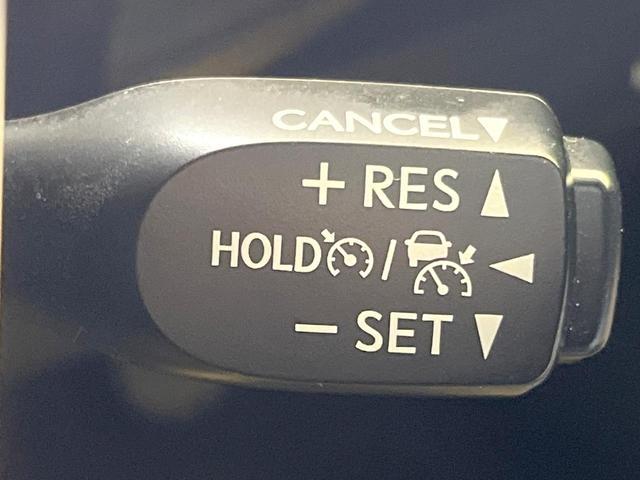 CANCEL▼
+ RES ▲
HOLD / ◀
− SET ▼